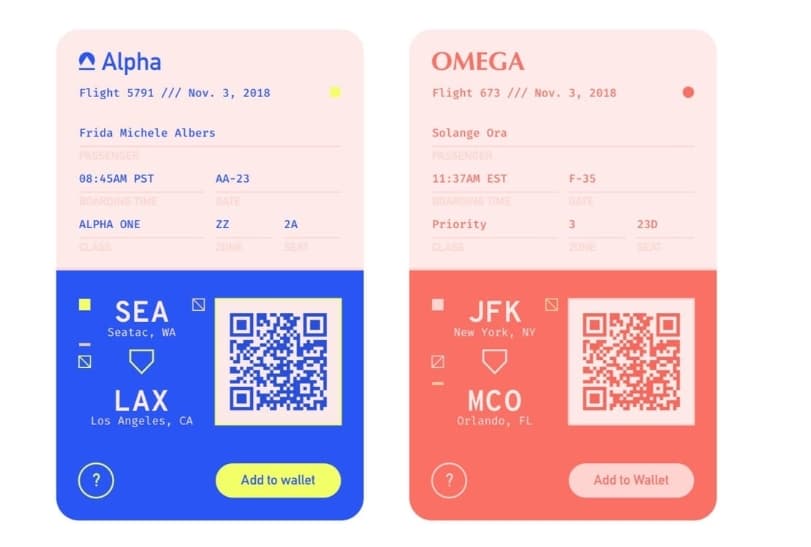 Alpha
Flight 5791 /// Nov. 3, 2018
Frida Michele Albers
PASSENGER
08:45AM PST AA-23
BOARDING TIME GATE
ALPHA ONE ZZ 2A
CLASS ZONE SEAT
SEA
Seatac, WA
LAX
Los Angeles, CA
?
Add to wallet
OMEGA
Flight 673 /// Nov. 3, 2018
Solange Ora
PASSENGER
11:37AM EST F-35
BOARDING TIME GATE
Priority 3 23D
CLASS ZONE SEAT
JFK
New York, NY
MCO
Orlando, FL
?
Add to Wallet